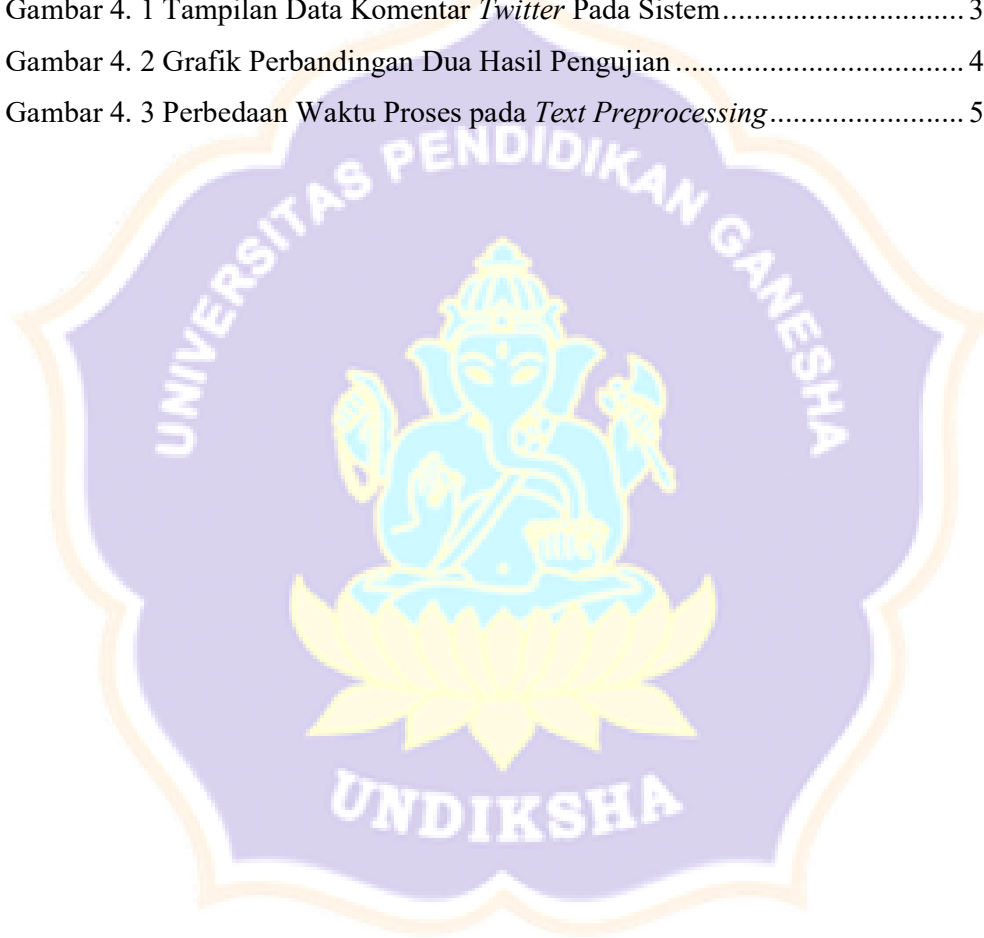 Gambar 4. 1 Tampilan Data Komentar Twitter Pada Sistem............................. 3
Gambar 4. 2 Grafik Perbandingan Dua Hasil Pengujian................................... 4
Gambar 4. 3 Perbedaan Waktu Proses pada Text Preprocessing....................... 5
UNIVERSITAS PENDIDIKAN GANESHA
UNDIKSHA